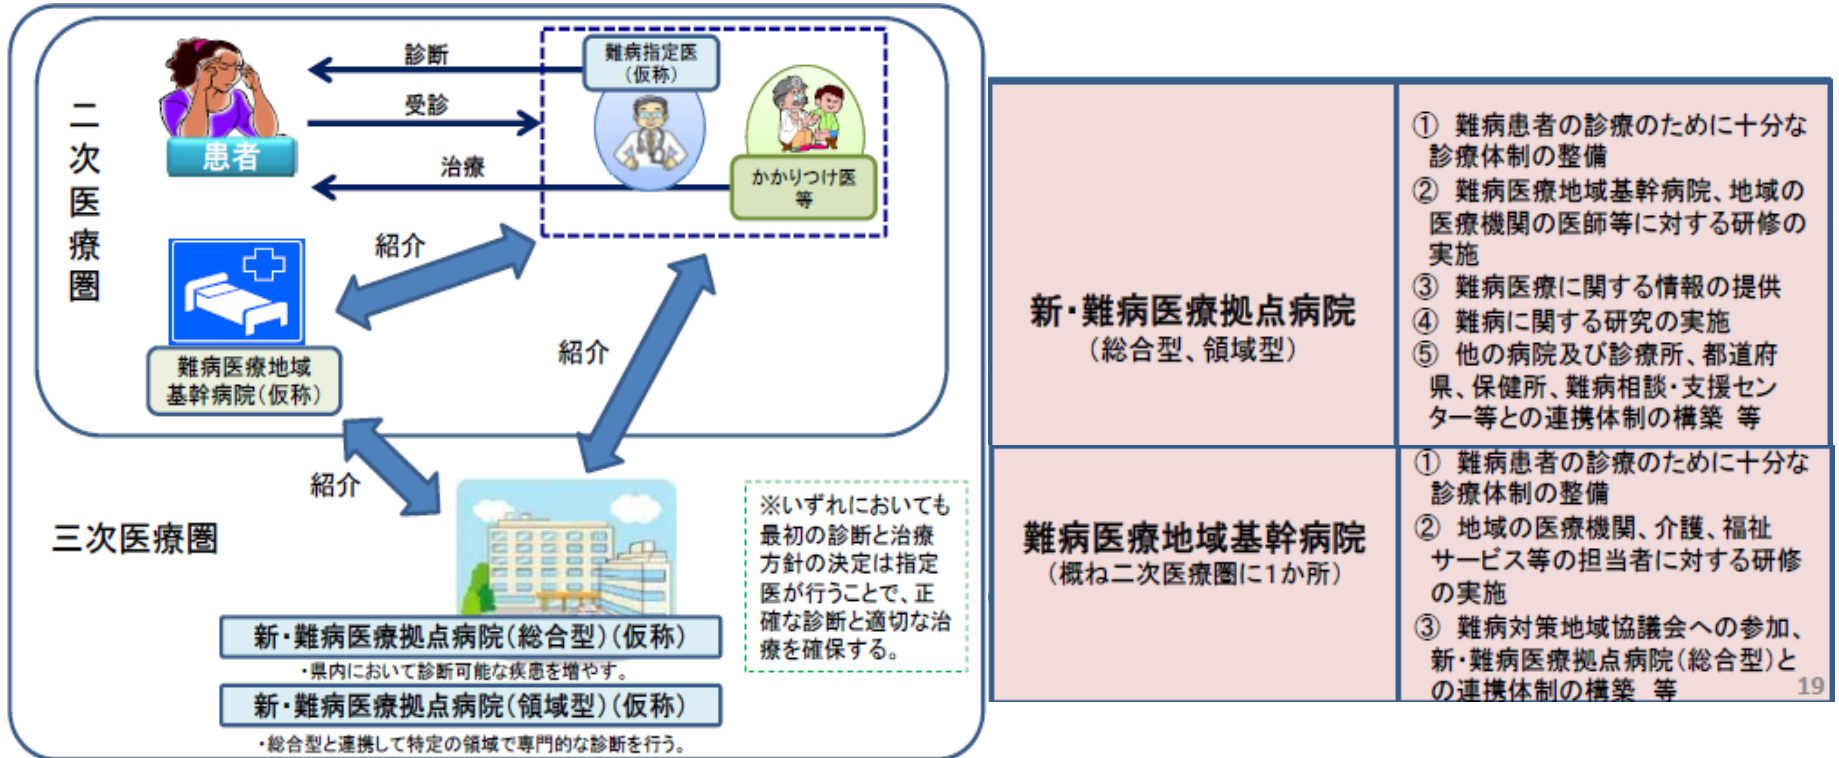 二次医療圏
患者
診断
受診
治療
難病指定医
(仮称)
かかりつけ医
等
紹介
難病医療地域
基幹病院(仮称)
紹介
紹介
三次医療圏
新・難病医療拠点病院(総合型)(仮称)
・県内において診断可能な疾患を増やす。
新・難病医療拠点病院(領域型)(仮称)
・総合型と連携して特定の領域で専門的な診断を行う。
※いずれにおいても
最初の診断と治療
方針の決定は指定
医が行うことで、正
確な診断と適切な治
療を確保する。
新・難病医療拠点病院
(総合型、領域型)
① 難病患者の診療のために十分な
診療体制の整備
② 難病医療地域基幹病院、地域の
医療機関の医師等に対する研修の
実施
③ 難病医療に関する情報の提供
④ 難病に関する研究の実施
⑤ 他の病院及び診療所、都道府
県、保健所、難病相談・支援セン
ター等との連携体制の構築 等
難病医療地域基幹病院
(概ね二次医療圏に1か所)
① 難病患者の診療のために十分な
診療体制の整備
② 地域の医療機関、介護、福祉
サービス等の担当者に対する研修
の実施
③ 難病対策地域協議会への参加、
新・難病医療拠点病院(総合型)と
の連携体制の構築 等
19